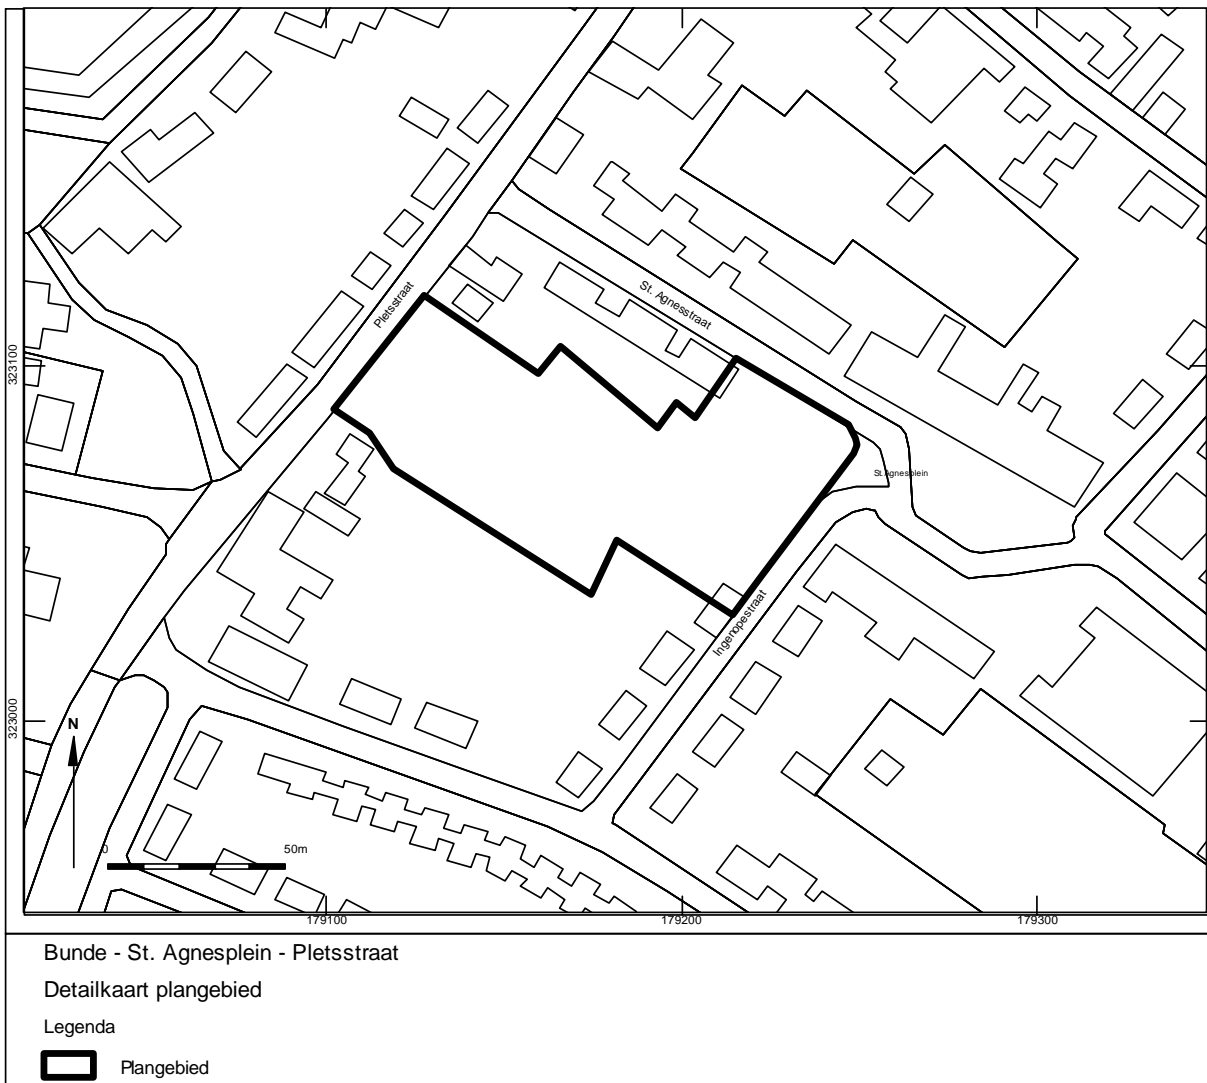 Pletsstraat
St. Agnesstraat
St.Agnesplein
Ingenopestraat
323100
323000
N
0
50m
179100
179200
179300
Bunde - St. Agnesplein - Pletsstraat
Detailkaart plangebied
Legenda
Plangebied